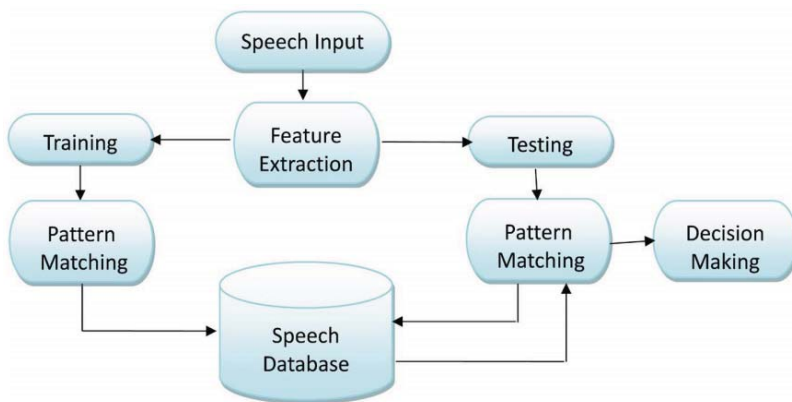 Speech Input
Feature
Extraction
Training
Testing
Pattern
Matching
Pattern
Matching
Decision
Making
Speech
Database